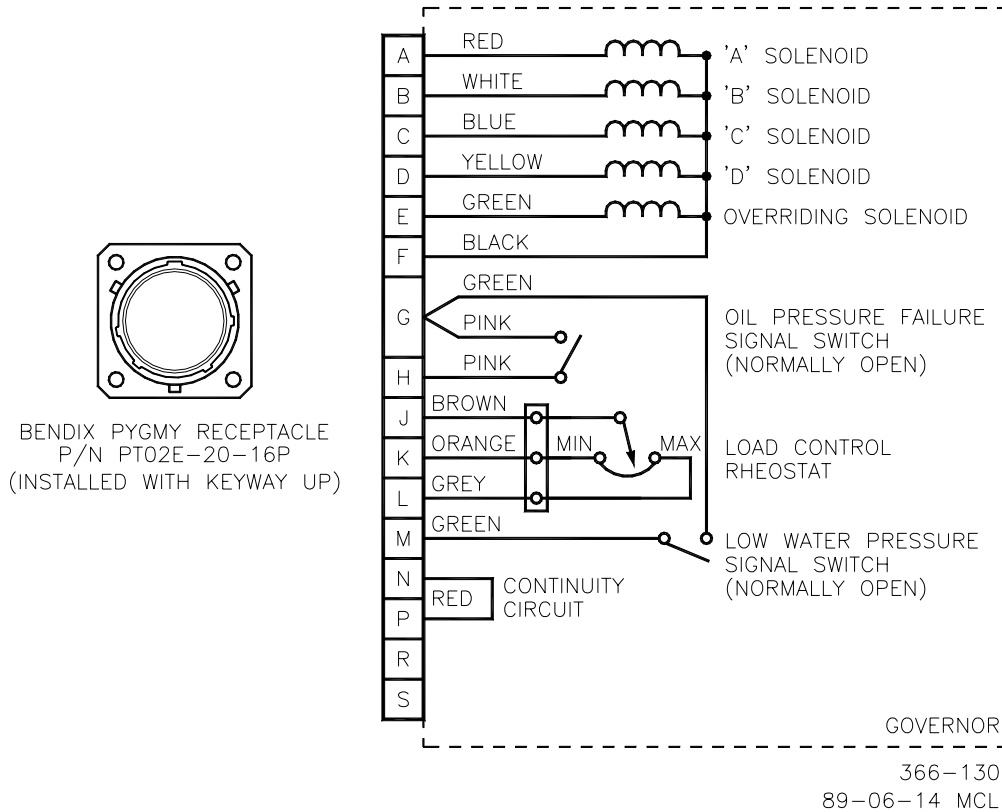 A
RED
'A' SOLENOID
B
WHITE
'B' SOLENOID
C
BLUE
'C' SOLENOID
D
YELLOW
'D' SOLENOID
E
GREEN
OVERRIDING SOLENOID
F
BLACK
GREEN
G
PINK
OIL PRESSURE FAILURE
SIGNAL SWITCH
(NORMALLY OPEN)
H
PINK
J
BROWN
K
ORANGE
MIN
MAX
LOAD CONTROL
RHEOSTAT
L
GREY
M
GREEN
LOW WATER PRESSURE
SIGNAL SWITCH
(NORMALLY OPEN)
N
RED
CONTINUITY
CIRCUIT
P
R
S
BENDIX PYGMY RECEPTACLE
P/N PT02E-20-16P
(INSTALLED WITH KEYWAY UP)
GOVERNOR
366-130
89-06-14 MCL